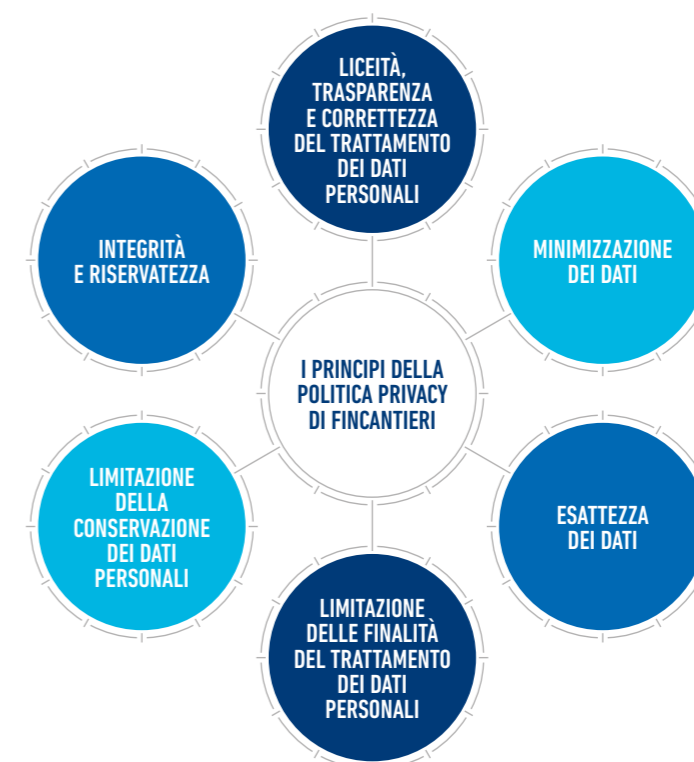 LICEITÀ,
TRASPARENZA
E CORRETTEZZA
DEL TRATTAMENTO
DEI DATI
PERSONALI
INTEGRITÀ
E RISERVATEZZA
MINIMIZZAZIONE
DEI DATI
I PRINCIPI DELLA
POLITICA PRIVACY
DI FINCANTIERI
LIMITAZIONE
DELLA
CONSERVAZIONE
DEI DATI
PERSONALI
ESATTEZZA
DEI DATI
LIMITAZIONE
DELLE FINALITÀ
DEL TRATTAMENTO
DEI DATI
PERSONALI